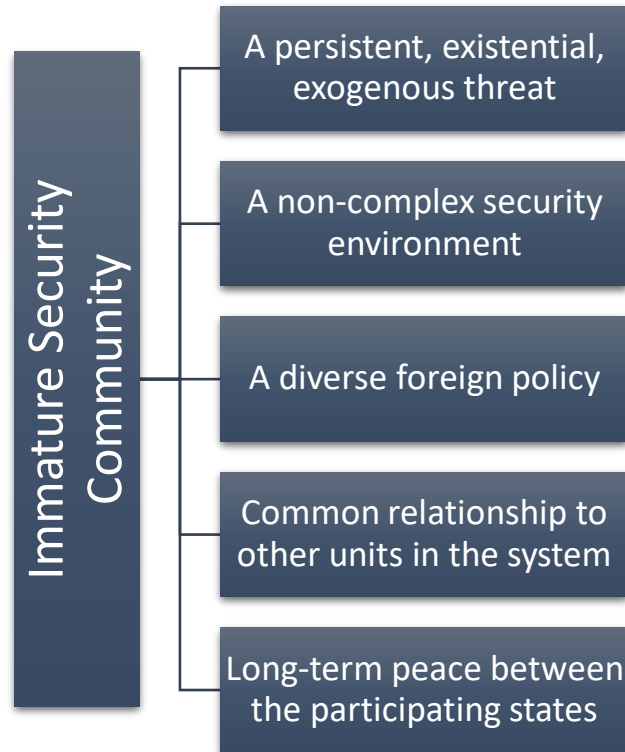 Immature Security
Community
A persistent, existential,
exogenous threat
A non-complex security
environment
A diverse foreign policy
Common relationship to
other units in the system
Long-term peace between
the participating states